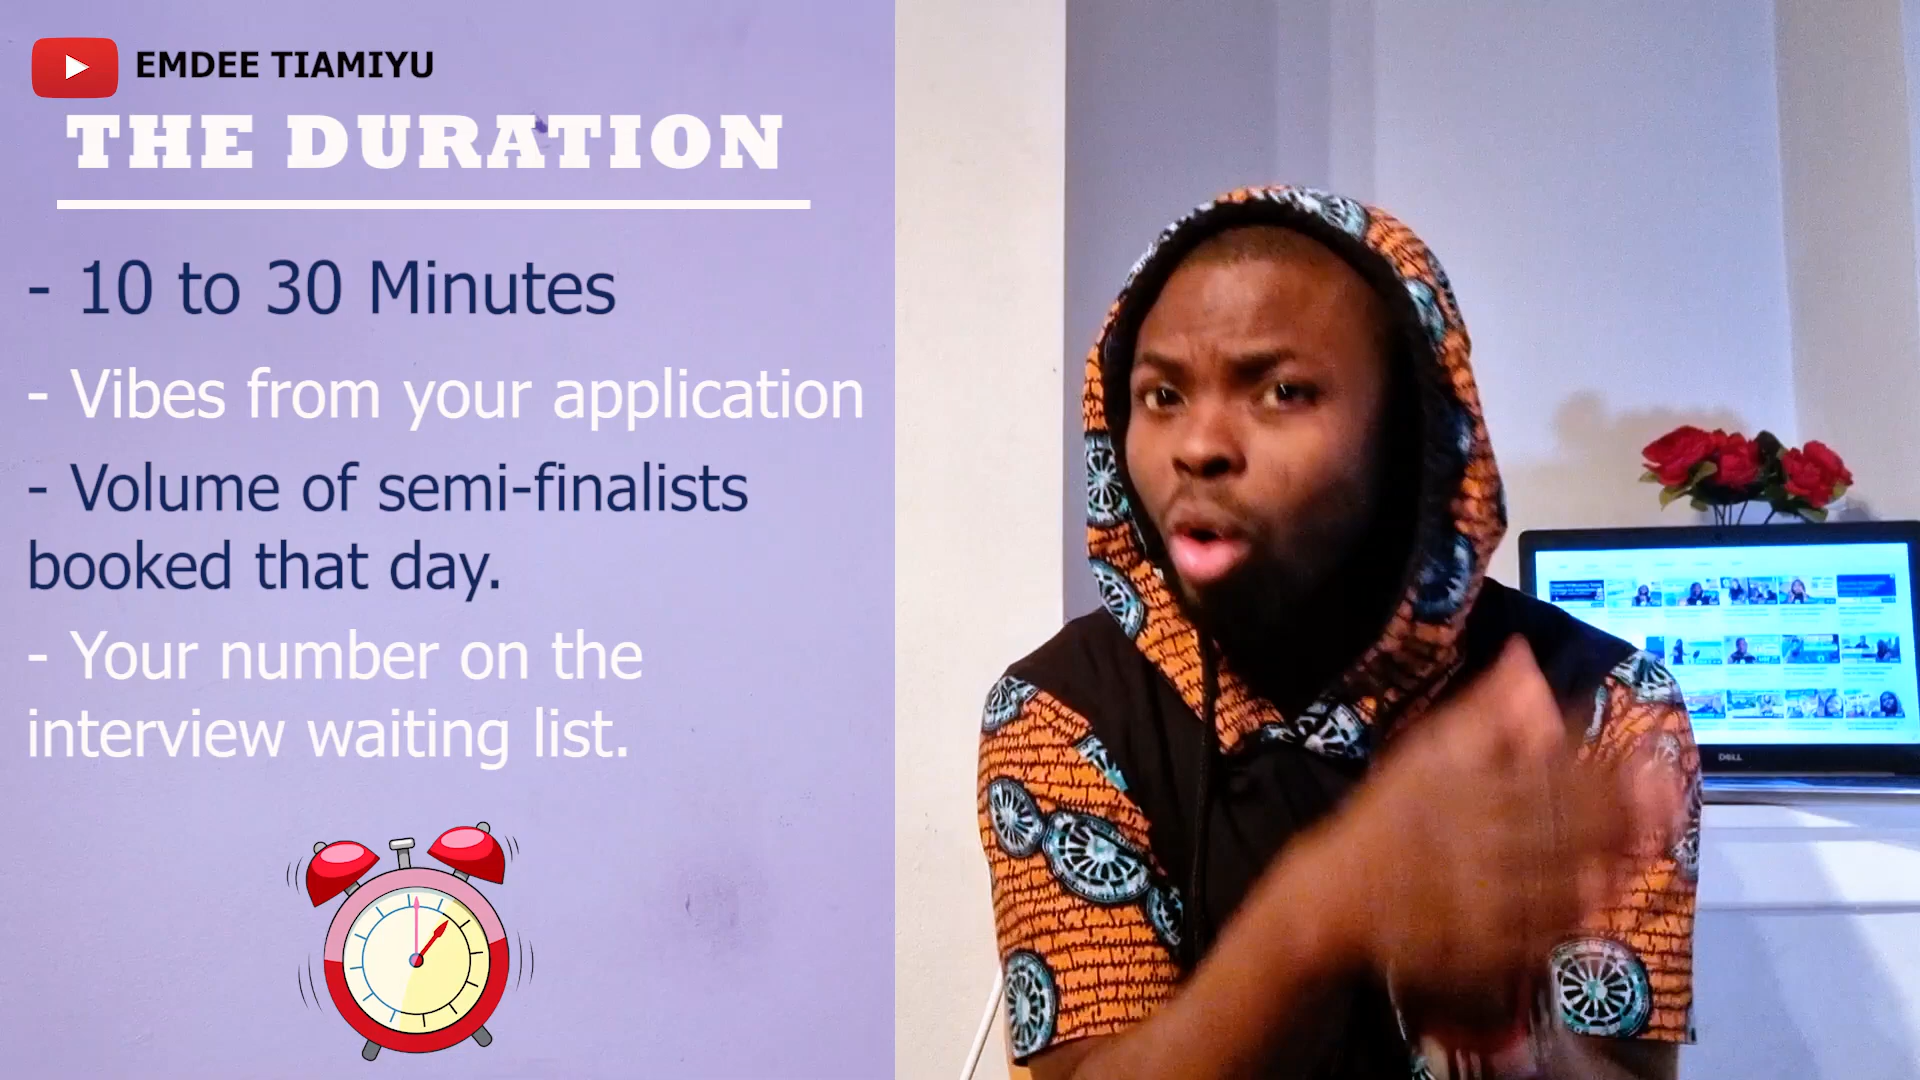 EMDEE TIAMIYU
THE DURATION
- 10 to 30 Minutes
- Vibes from your application
- Volume of semi-finalists
booked that day.
- Your number on the
interview waiting list.
DELL